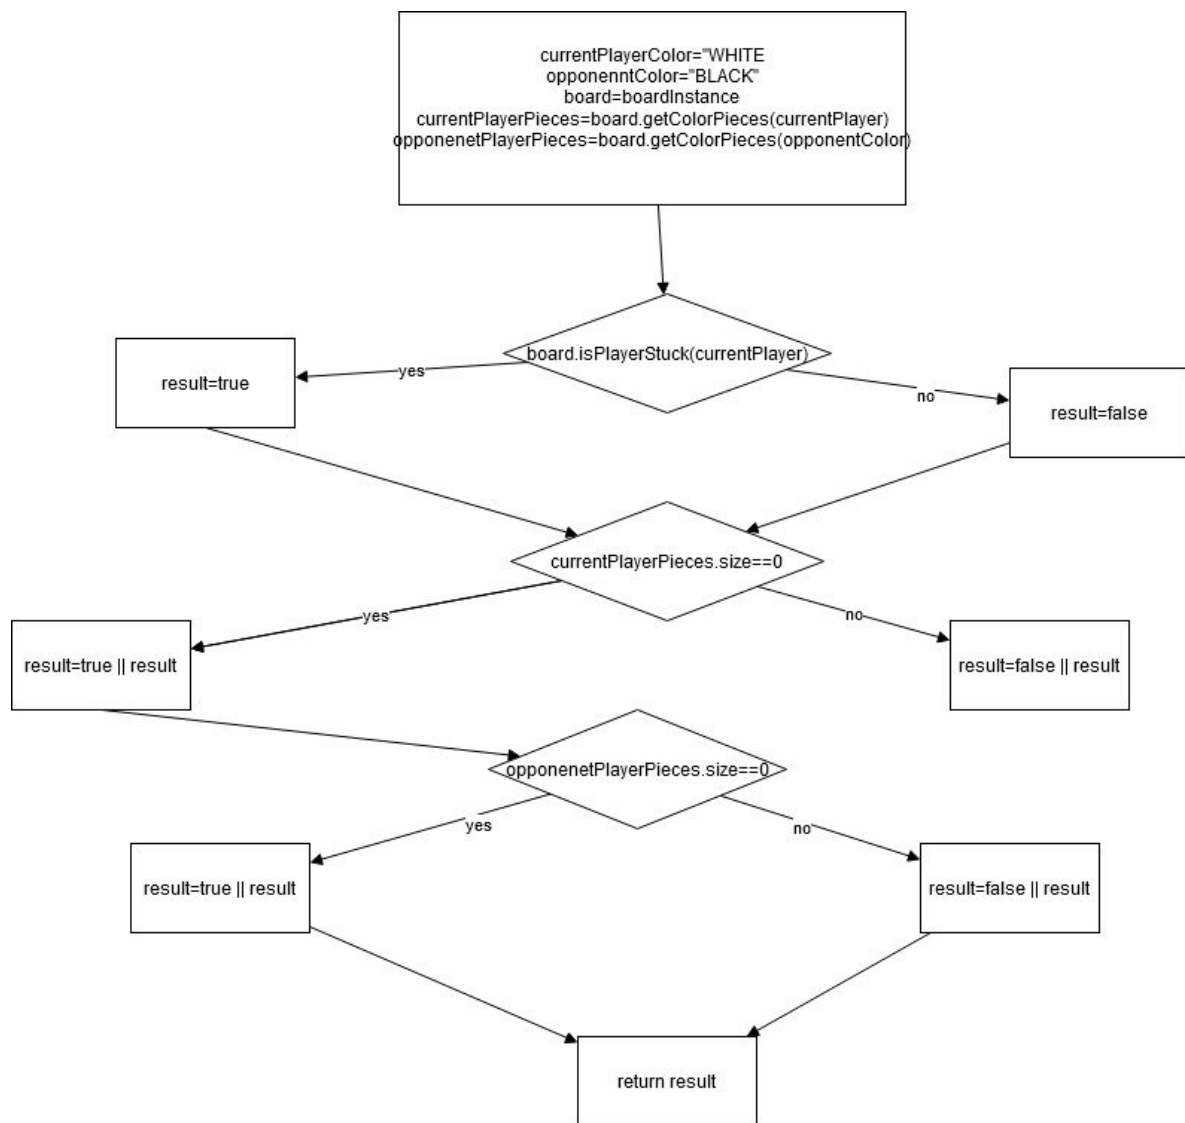 currentPlayerColor="WHITE
opponenntColor="BLACK"
board=boardInstance
currentPlayerPieces=board.getColorPieces(currentPlayer)
opponenetPlayerPieces=board.getColorPieces(opponentColor)
board.isPlayerStuck(currentPlayer)
yes
no
result=true
result=false
currentPlayerPieces.size==0
yes
no
result=true || result
result=false || result
opponenetPlayerPieces.size==0
yes
no
result=true || result
result=false || result
return result